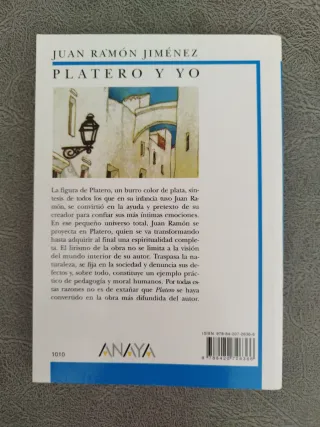 JUAN RAMÓN JIMÉNEZ
PLATERO Y YO
La figura de Platero, un burro color de plata, sín-
tesis de todos los que en su infancia tuvo Juan Ra-
món, se convirtió en la ayuda y pretexto de su
creador para confiar sus más íntimas emociones.
En ese pequeño universo total, Juan Ramón se
proyecta en Platero, quien se va transformando
hasta adquirir al final una espiritualidad comple-
ta. El lirismo de la obra no se limita a la visión
del mundo interior de su autor. Traspasa la na-
turaleza, se fija en la sociedad y denuncia sus de-
fectos y, sobre todo, constituye un ejemplo prác-
tico de pedagogía y moral humanos. Por todas es-
tas razones no es de extrañar que Platero se haya
convertido en la obra más difundida del autor.
1010
ANAYA
ISBN